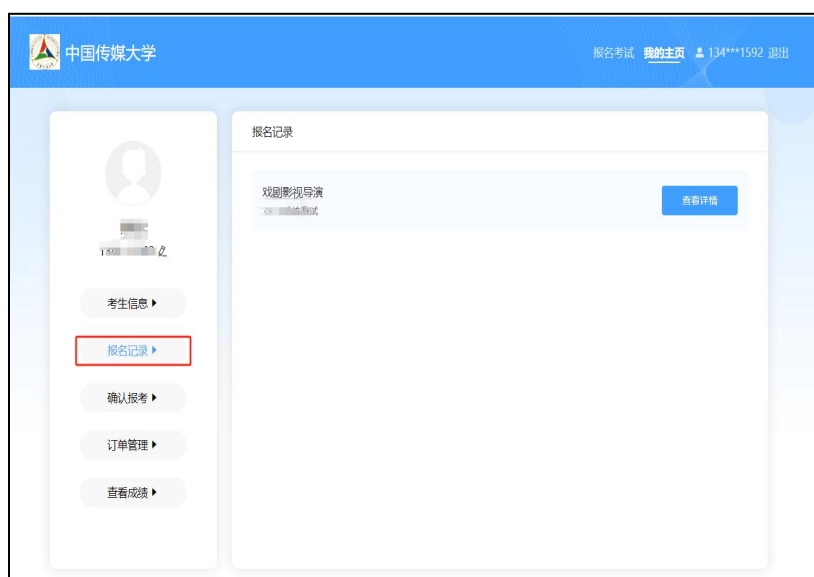 中国传媒大学
报名考试 我的主页 134***1592 退出
报名记录
戏剧影视导演
查看详情
考生信息
报名记录
确认报考
订单管理
查看成绩